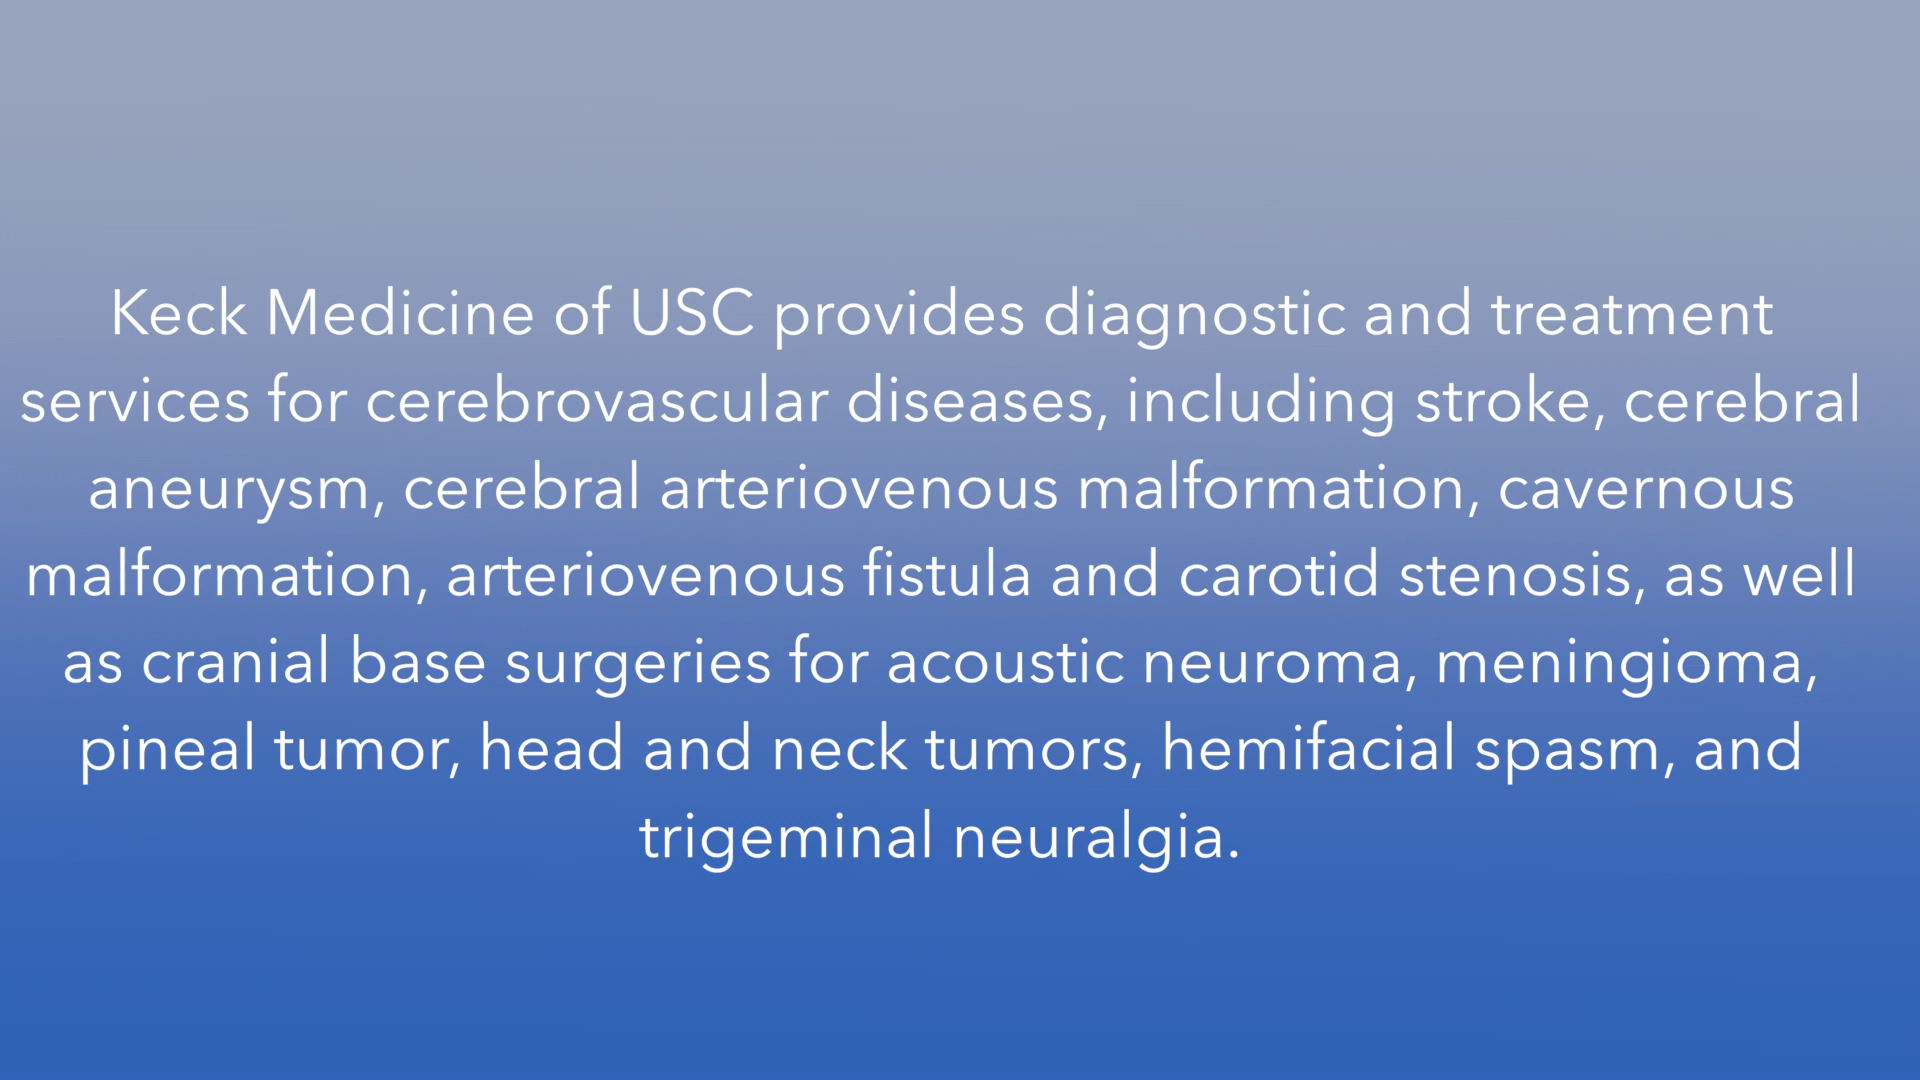 Keck Medicine of USC provides diagnostic and treatment
services for cerebrovascular diseases, including stroke, cerebral
aneurysm, cerebral arteriovenous malformation, cavernous
malformation, arteriovenous fistula and carotid stenosis, as well
as cranial base surgeries for acoustic neuroma, meningioma,
pineal tumor, head and neck tumors, hemifacial spasm, and
trigeminal neuralgia.